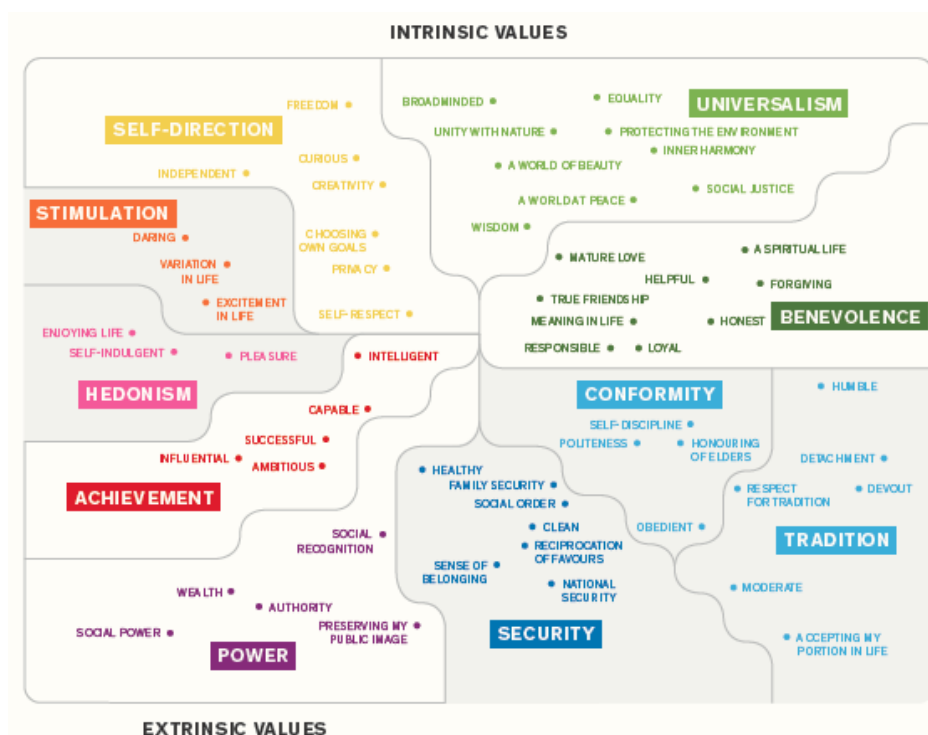 INTRINSIC VALUES
SELF-DIRECTION
FREEDOM
CURIOUS
INDEPENDENT
CREATIVITY
CHOOSING
OWN GOALS
PRIVACY
SELF-RESPECT
UNIVERSALISM
BROADMINDED
EQUALITY
UNITY WITH NATURE
PROTECTING THE ENVIRONMENT
INNER HARMONY
A WORLD OF BEAUTY
SOCIAL JUSTICE
A WORLD AT PEACE
WISDOM
STIMULATION
DARING
VARIATION
IN LIFE
EXCITEMENT
IN LIFE
MATURE LOVE
A SPIRITUAL LIFE
HELPFUL
FORGIVING
TRUE FRIENDSHIP
MEANING IN LIFE
HONEST
BENEVOLENCE
RESPONSIBLE
LOYAL
ENJOYING LIFE
SELF-INDULGENT
PLEASURE
HEDONISM
INTELLIGENT
CAPABLE
SUCCESSFUL
INFLUENTIAL
AMBITIOUS
ACHIEVEMENT
CONFORMITY
SELF-DISCIPLINE
POLITENESS
HONOURING
OF ELDERS
OBEDIENT
HUMBLE
DETACHMENT
RESPECT
FOR TRADITION
DEVOUT
TRADITION
MODERATE
ACCEPTING MY
PORTION IN LIFE
HEALTHY
FAMILY SECURITY
SOCIAL ORDER
CLEAN
RECIPROCATION
OF FAVOURS
SENSE OF
BELONGING
NATIONAL
SECURITY
SECURITY
SOCIAL
RECOGNITION
WEALTH
AUTHORITY
SOCIAL POWER
PRESERVING MY
PUBLIC IMAGE
POWER
EXTRINSIC VALUES